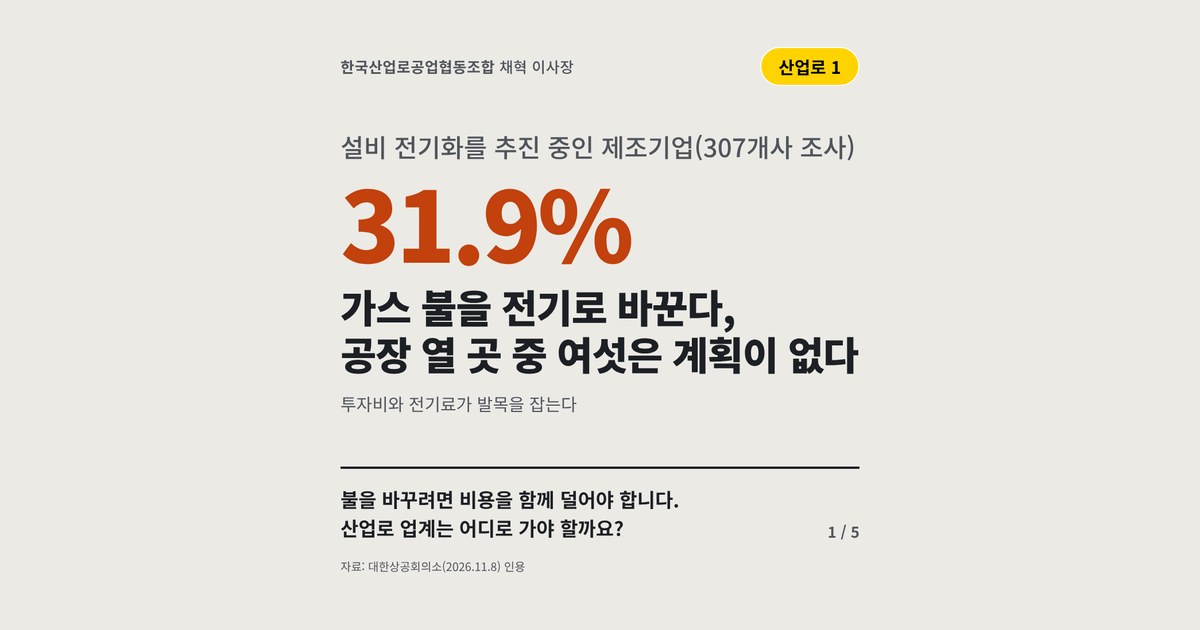 한국산업로공업협동조합 채혁 이사장
산업로 1
설비 전기화를 추진 중인 제조기업(307개사 조사)
31.9%
가스 불을 전기로 바꾼다,
공장 열 곳 중 여섯은 계획이 없다
투자비와 전기료가 발목을 잡는다
불을 바꾸려면 비용을 함께 덜어야 합니다.
산업로 업계는 어디로 가야 할까요?
1 / 5
자료: 대한상공회의소(2026.11.8) 인용